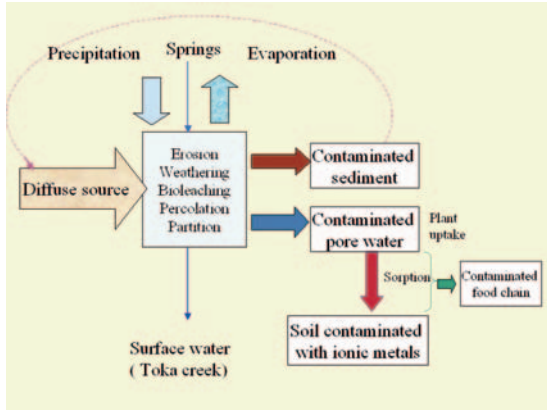 Precipitation
Springs
Evaporation
Diffuse source
Erosion
Weathering
Bioleaching
Percolation
Partition
Contaminated
sediment
Contaminated
pore water
Plant
uptake
Sorption
Contaminated
food chain
Soil contaminated
with ionic metals
Surface water
( Toka creek)